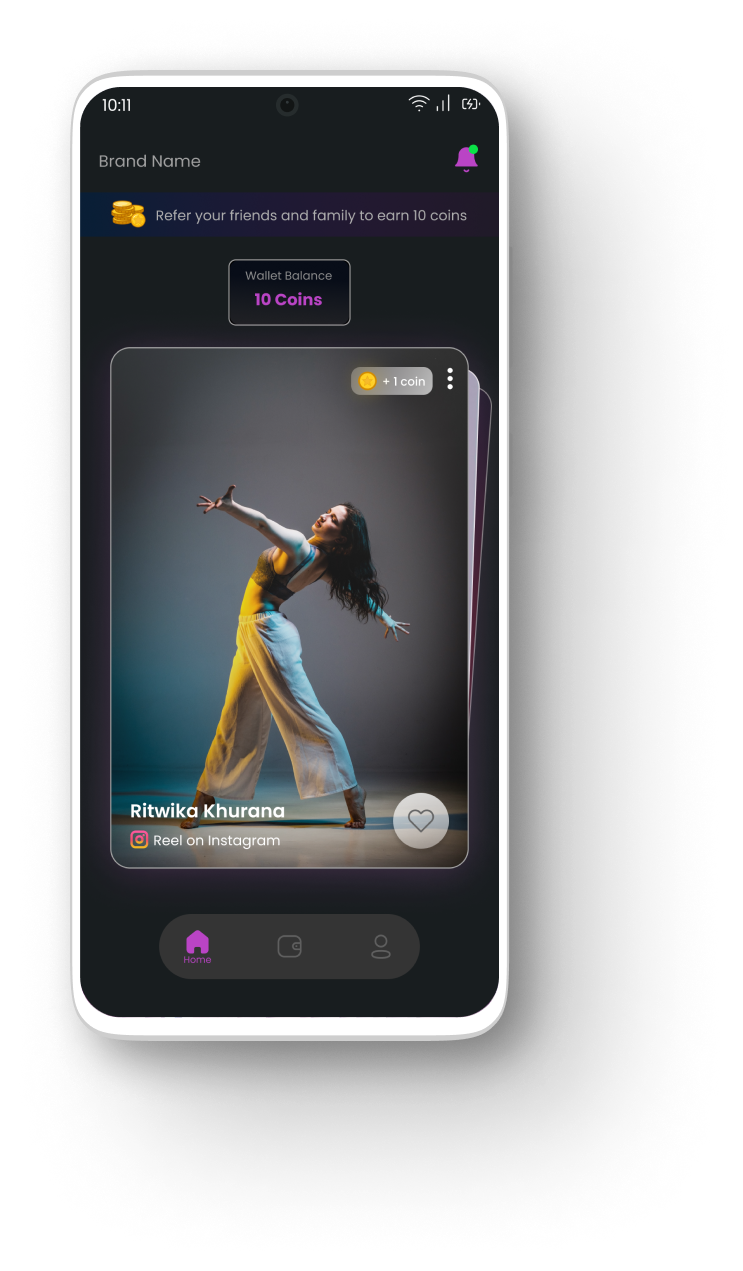 10:11
Brand Name
Refer your friends and family to earn 10 coins
Wallet Balance
10 Coins
+ 1 coin
Ritwika Khurana
Reel on Instagram
Home